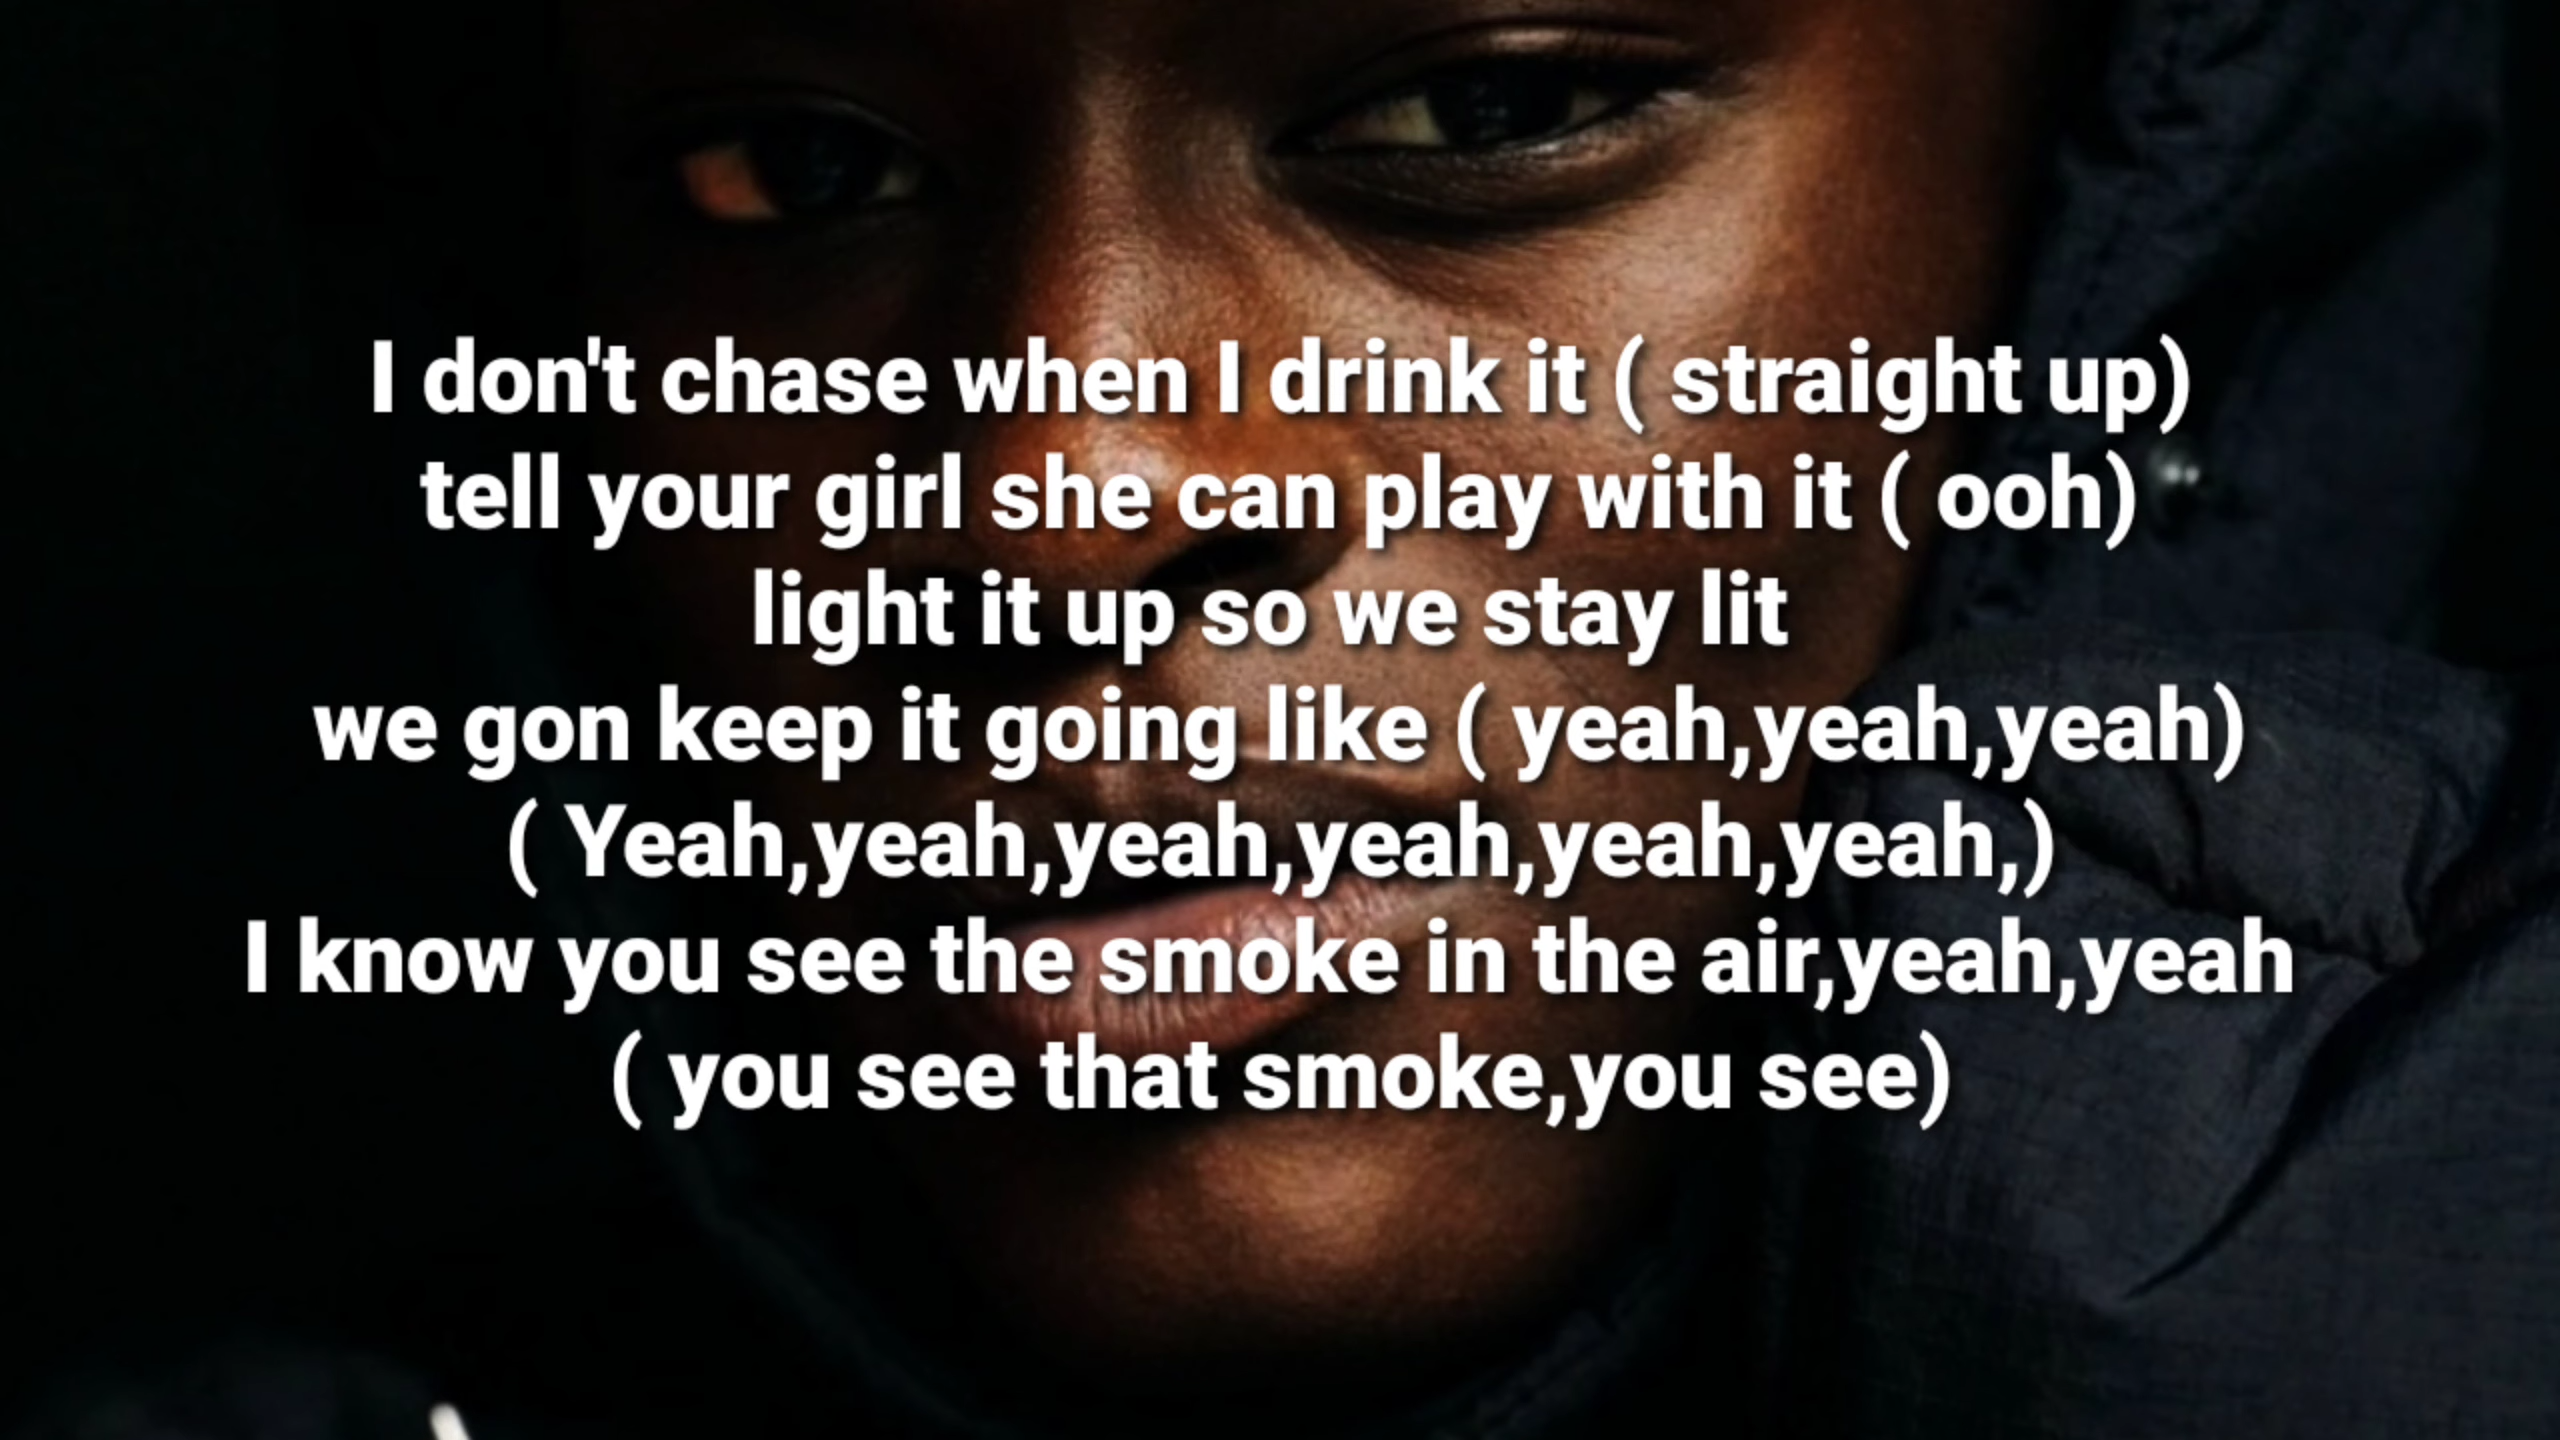 I don't chase when I drink it ( straight up)
tell your girl she can play with it ( ooh)
light it up so we stay lit
we gon keep it going like ( yeah,yeah,yeah)
( Yeah,yeah,yeah,yeah,yeah,yeah,)
I know you see the smoke in the air,yeah,yeah
( you see that smoke,you see)